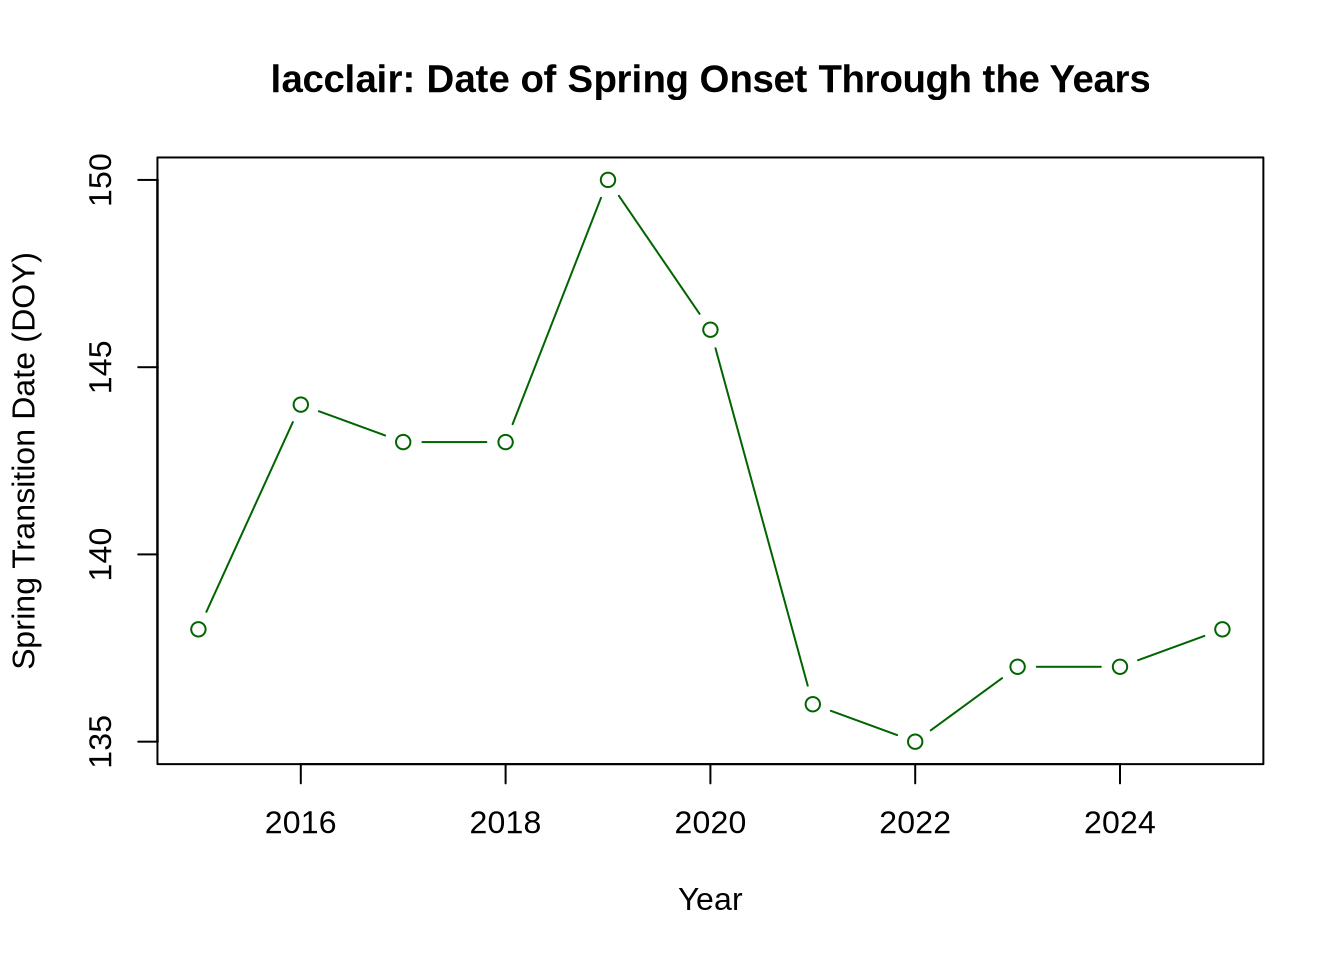 lacclair: Date of Spring Onset Through the Years
Spring Transition Date (DOY)
150
145
140
135
2016 2018 2020 2022 2024
Year